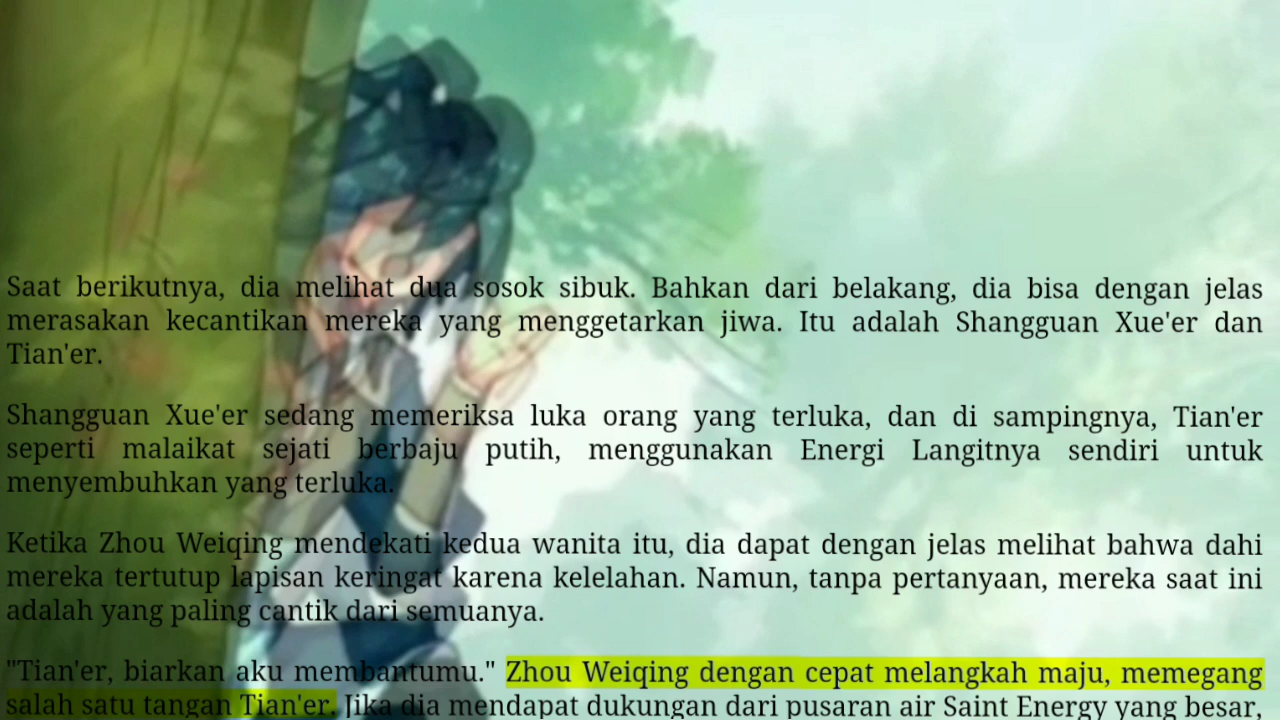 Saat berikutnya, dia melihat dua sosok sibuk. Bahkan dari belakang, dia bisa dengan jelas
merasakan kecantikan mereka yang menggetarkan jiwa. Itu adalah Shangguan Xue'er dan
Tian'er.
Shangguan Xue'er sedang memeriksa luka orang yang terluka, dan di sampingnya, Tian'er
seperti malaikat sejati berbaju putih, menggunakan Energi Langitnya sendiri untuk
menyembuhkan yang terluka.
Ketika Zhou Weiqing mendekati kedua wanita itu, dia dapat dengan jelas melihat bahwa dahi
mereka tertutup lapisan keringat karena kelelahan. Namun, tanpa pertanyaan, mereka saat ini
adalah yang paling cantik dari semuanya.
"Tian'er, biarkan aku membantumu." Zhou Weiqing dengan cepat melangkah maju, memegang
salah satu tangan Tian'er. Jika dia mendapat dukungan dari pusaran air Saint Energy yang besar,